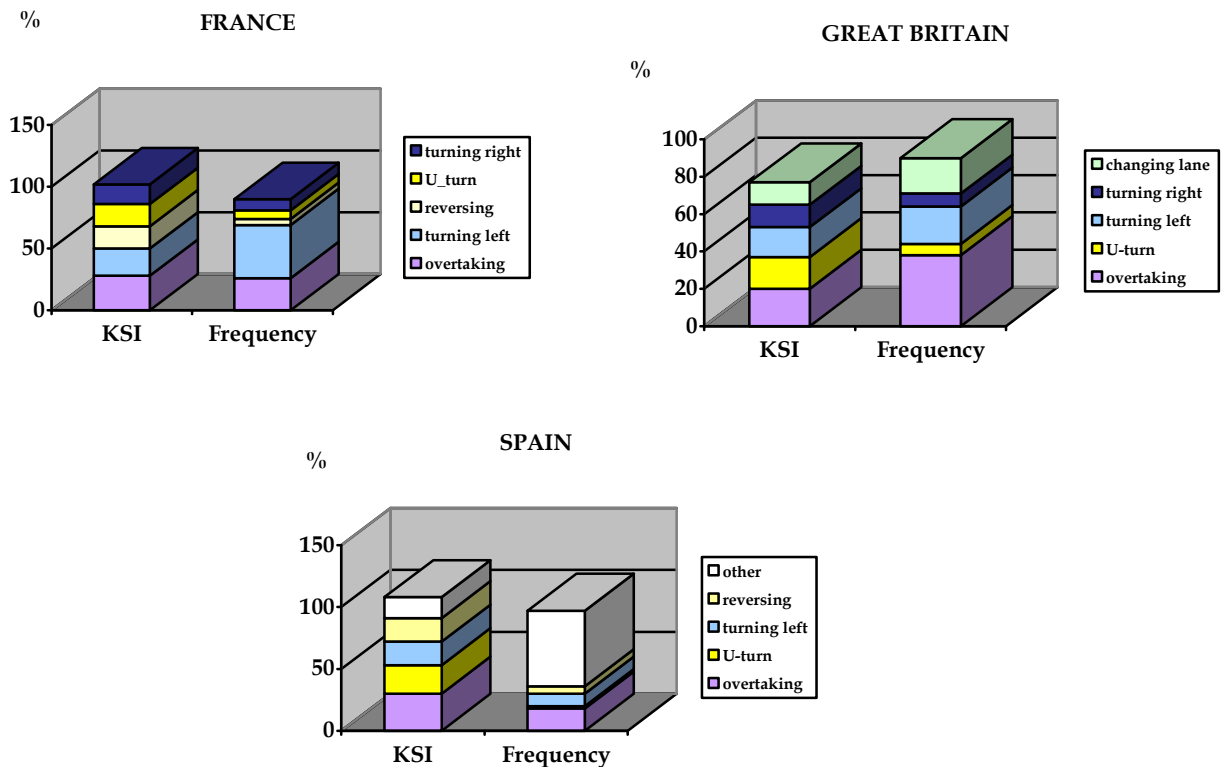 FRANCE
%
150
100
50
0
KSI
Frequency
turning right
U_turn
reversing
turning left
overtaking
GREAT BRITAIN
%
100
80
60
40
20
0
KSI
Frequency
changing lane
turning right
turning left
U-turn
overtaking
SPAIN
%
150
100
50
0
KSI
Frequency
other
reversing
turning left
U-turn
overtaking